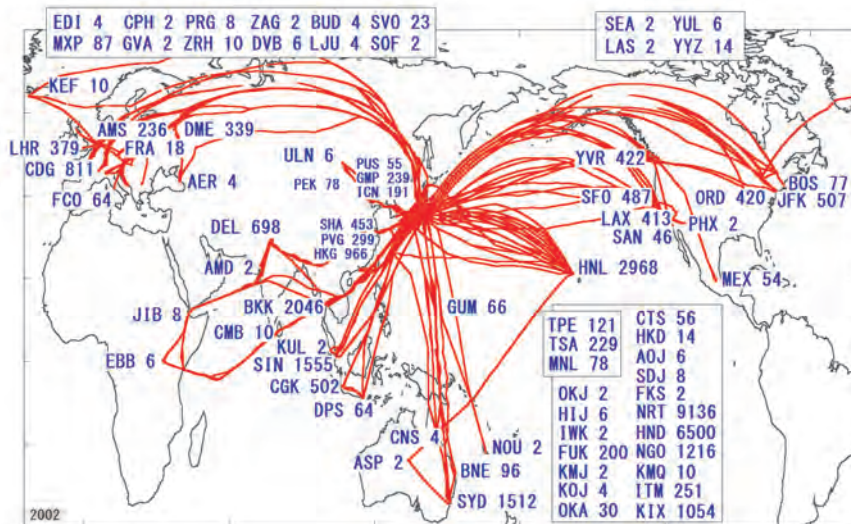 EDI 4 CPH 2 PRG 8 ZAG 2 BUD 4 SVO 23
MXP 87 GVA 2 ZRH 10 DVB 6 LJU 4 SOF 2
SEA 2 YUL 6
LAS 2 YYZ 14
KEF 10
AMS 236
DME 339
LHR 379
FRA 18
CDG 811
AER 4
FCO 64
ULN 6
PUS 55
GMP 239
PEK 78
ICN 191
YVR 422
SFO 487
ORD 420
BOS 77
JFK 507
LAX 413
PHX 2
SAN 46
DEL 698
SHA 453
PVG 299
HKG 966
AMD 2
HNL 2968
MEX 54
JIB 8
BKK 2046
GUM 66
CMB 10
EBB 6
KUL 2
SIN 1555
CGK 502
DPS 64
CNS 4
NOU 2
ASP 2
BNE 96
SYD 1512
TPE 121
TSA 229
MNL 78
CTS 56
HKD 14
AOJ 6
SDJ 8
OKJ 2
FKS 2
HIJ 6
NRT 9136
IWK 2
HND 6500
FUK 200
NGO 1216
KMJ 2
KMQ 10
KOJ 4
ITM 251
OKA 30
KIX 1054
2002